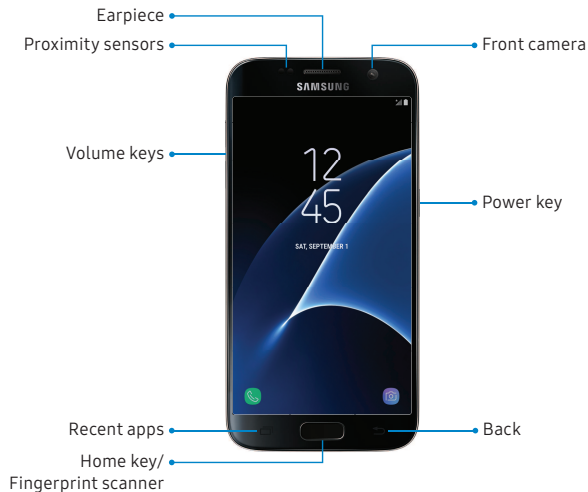 Earpiece
Proximity sensors
Front camera
SAMSUNG
Volume keys
12
45
Power key
SAT, SEPTEMBER 1
Recent apps
Back
Home key/
Fingerprint scanner